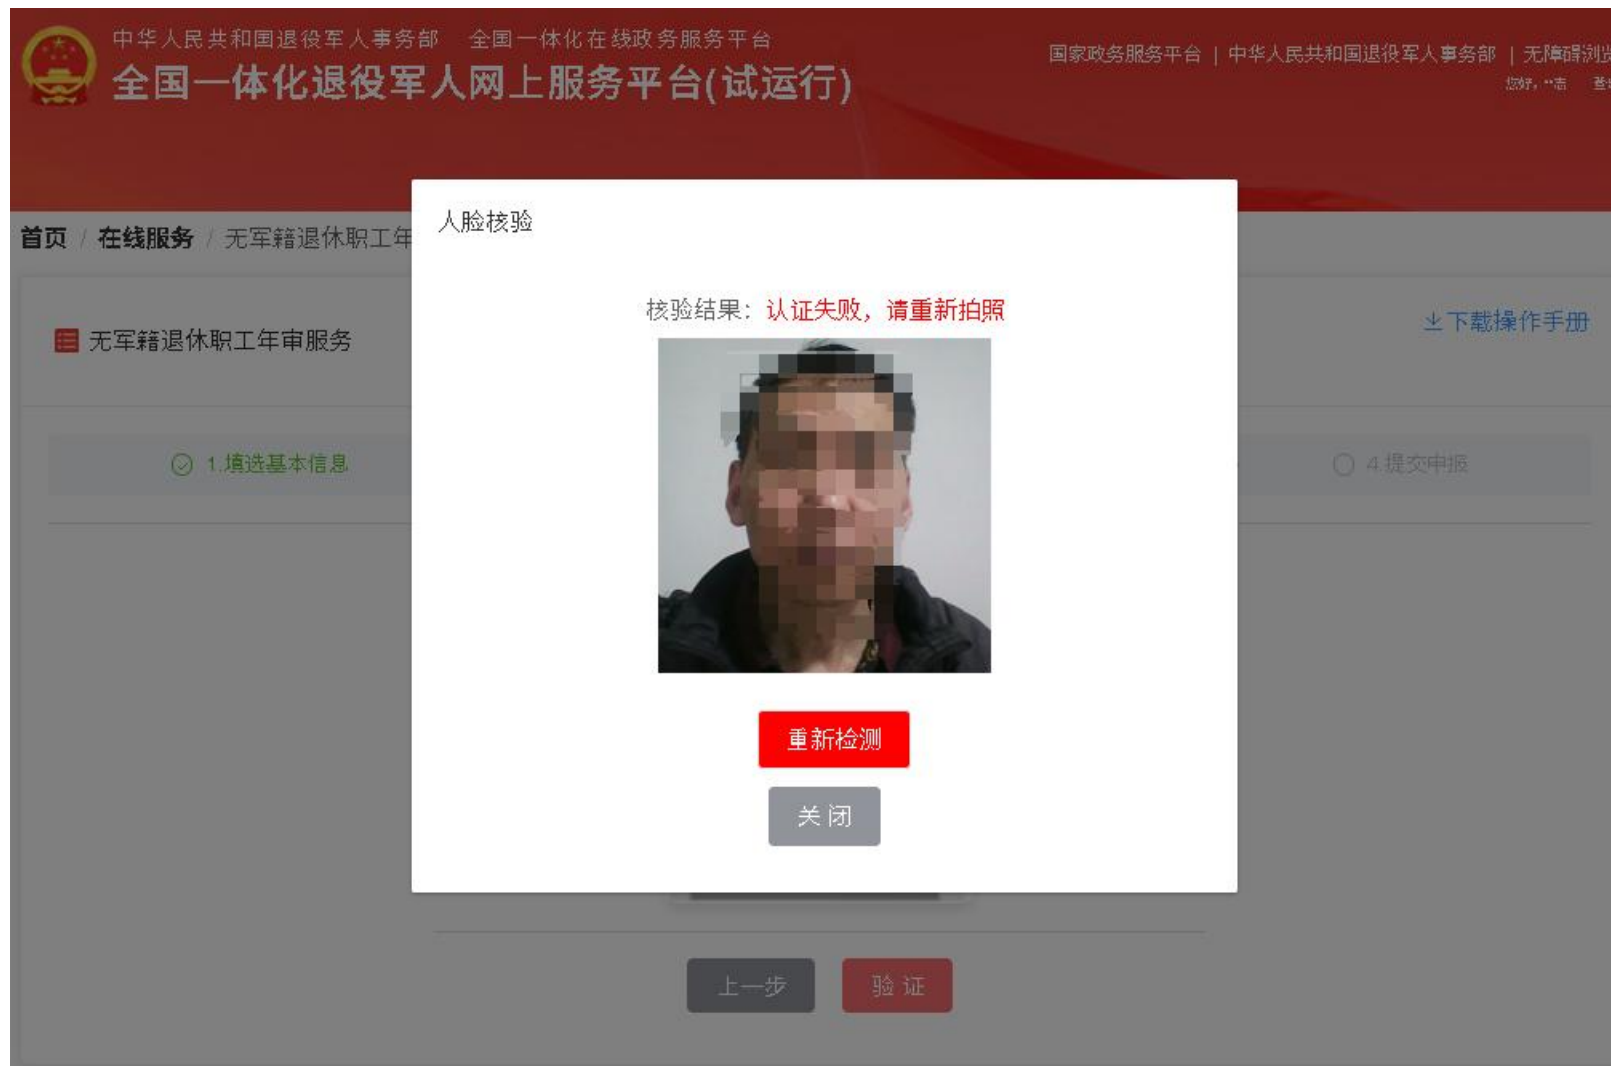 中华人民共和国退役军人事务部 全国一体化在线政务服务平台
全国一体化退役军人网上服务平台(试运行)
国家政务服务平台 | 中华人民共和国退役军人事务部 | 无障碍浏览
您好，**志 登
首页 / 在线服务 / 无军籍退休职工年
人脸核验
核验结果：认证失败，请重新拍照
无军籍退休职工年审服务
下载操作手册
1.填选基本信息
4.提交申报
重新检测
关闭
上一步 验证